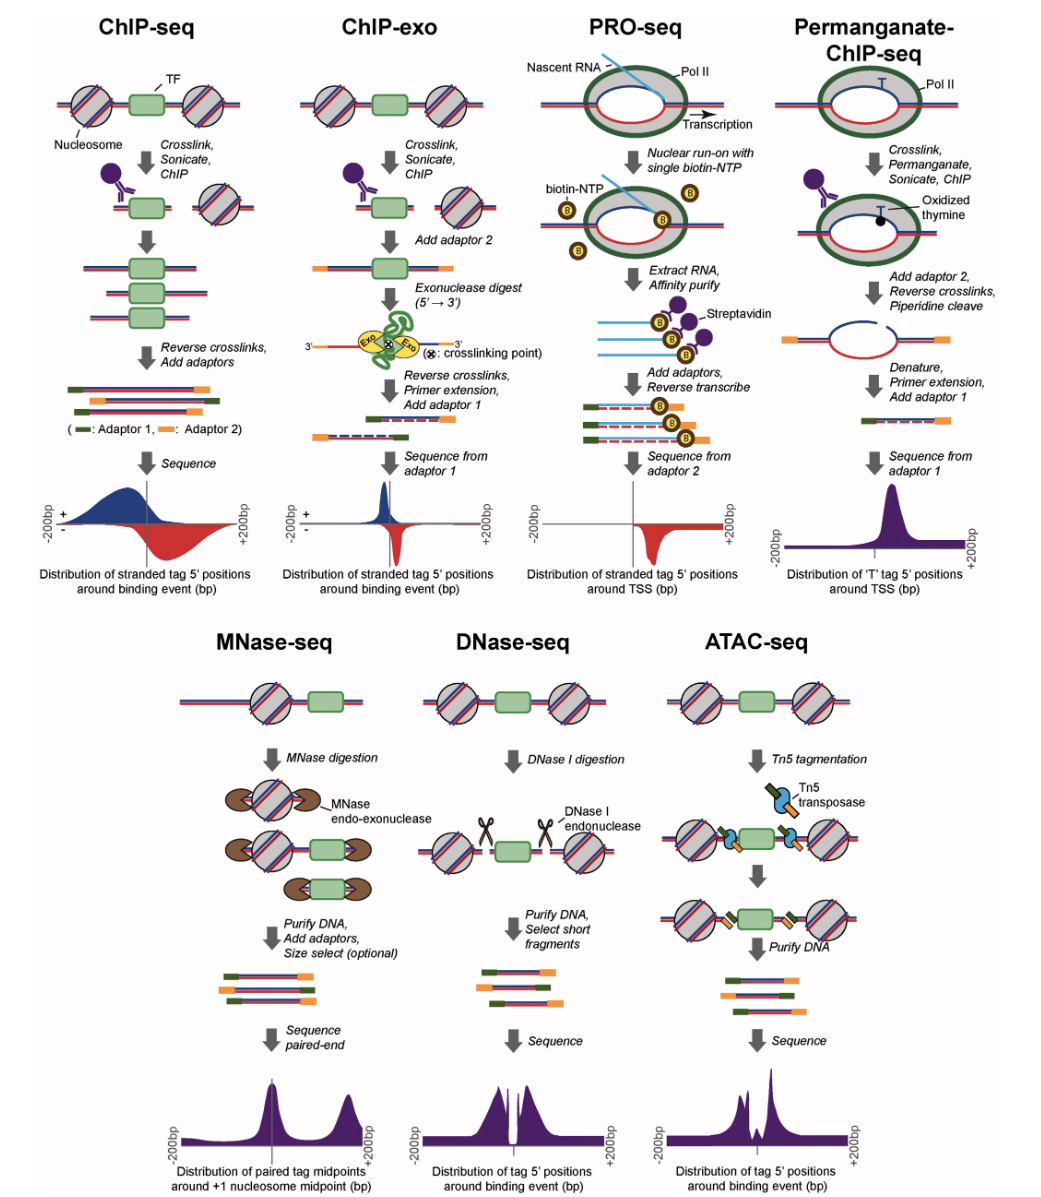 ChIP-seq
TF
Nucleosome
Crosslink,
Sonicate,
ChIP
Reverse crosslinks,
Add adaptors
( : Adaptor 1, : Adaptor 2)
Sequence
+
-
-200bp
+200bp
Distribution of stranded tag 5' positions
around binding event (bp)
ChIP-exo
Crosslink,
Sonicate,
ChIP
Add adaptor 2
Exonuclease digest
(5' → 3')
Exo
Exo
3'
3'
(⊗: crosslinking point)
Reverse crosslinks,
Primer extension,
Add adaptor 1
Sequence from
adaptor 1
+
-
-200bp
+200bp
Distribution of stranded tag 5' positions
around binding event (bp)
PRO-seq
Nascent RNA
Pol II
Transcription
Nuclear run-on with
single biotin-NTP
biotin-NTP
B
B
B
B
Extract RNA,
Affinity purify
Streptavidin
B
B
B
Add adaptors,
Reverse transcribe
B
B
B
Sequence from
adaptor 2
-200bp
+200bp
Distribution of stranded tag 5' positions
around TSS (bp)
Permanganate-
ChIP-seq
T
Pol II
Crosslink,
Permanganate,
Sonicate, ChIP
T
Oxidized
thymine
Add adaptor 2,
Reverse crosslinks,
Piperidine cleave
Denature,
Primer extension,
Add adaptor 1
Sequence from
adaptor 1
-200bp
+200bp
Distribution of 'T' tag 5' positions
around TSS (bp)
MNase-seq
MNase digestion
MNase
endo-exonuclease
Purify DNA,
Add adaptors,
Size select (optional)
Sequence
paired-end
-200bp
+200bp
Distribution of paired tag midpoints
around +1 nucleosome midpoint (bp)
DNase-seq
DNase I digestion
DNase I
endonuclease
Purify DNA,
Select short
fragments
Sequence
-200bp
+200bp
Distribution of tag 5' positions
around binding event (bp)
ATAC-seq
Tn5 tagmentation
Tn5
transposase
Purify DNA
Sequence
-200bp
+200bp
Distribution of tag 5' positions
around binding event (bp)